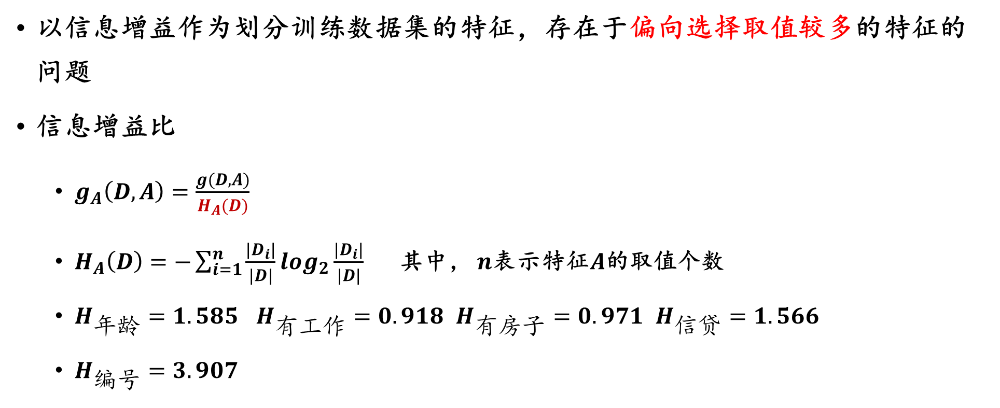 • 以信息增益作为划分训练数据集的特征，存在于偏向选择取值较多的特征的
问题
• 信息增益比
• $g_A(D,A)=\frac{g(D,A)}{H_A(D)}$
• $H_A(D)=-\sum_{i=1}^{n}\frac{|D_i|}{|D|}log_2\frac{|D_i|}{|D|}$ 其中，n表示特征A的取值个数
• $H_{年龄}=1.585$ $H_{有工作}=0.918$ $H_{有房子}=0.971$ $H_{信贷}=1.566$
• $H_{编号}=3.907$